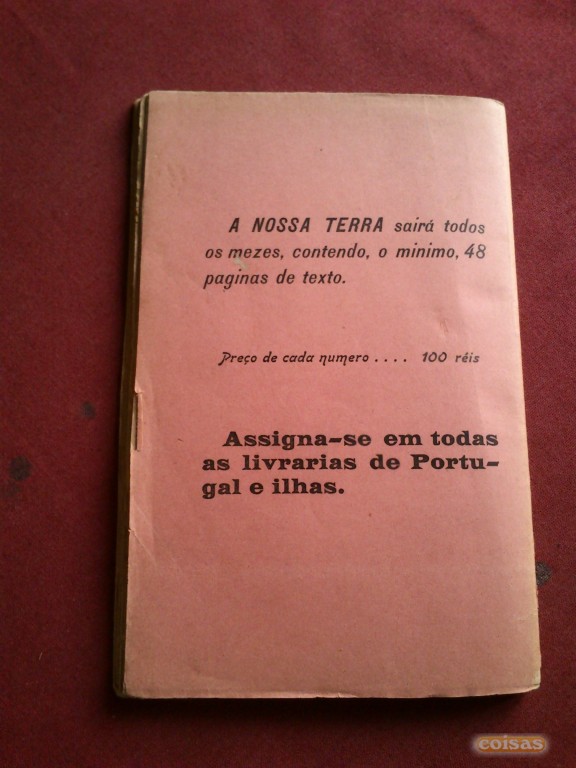 A NOSSA TERRA sairá todos
os mezes, contendo, o minimo, 48
paginas de texto.
Preço de cada numero . . . . 100 réis
Assigna-se em todas
as livrarias de Portu-
gal e ilhas.
coisas